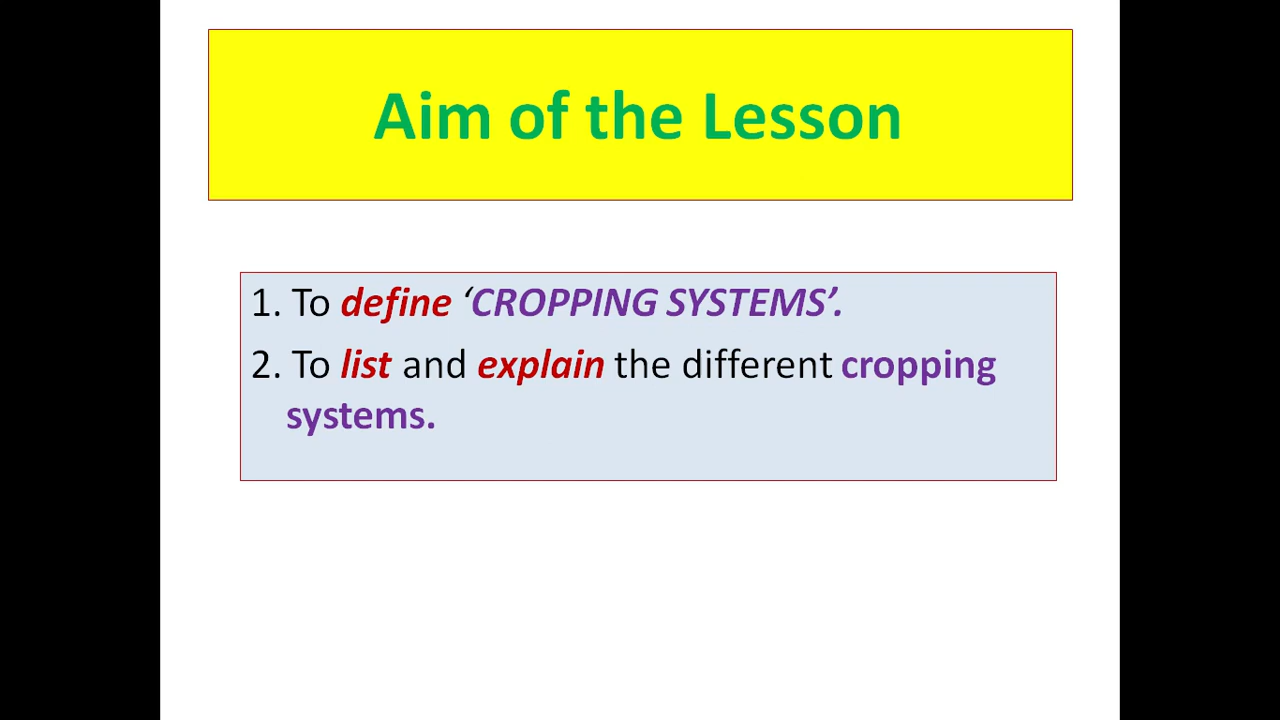 Aim of the Lesson
1. To define ‘CROPPING SYSTEMS’.
2. To list and explain the different cropping
systems.